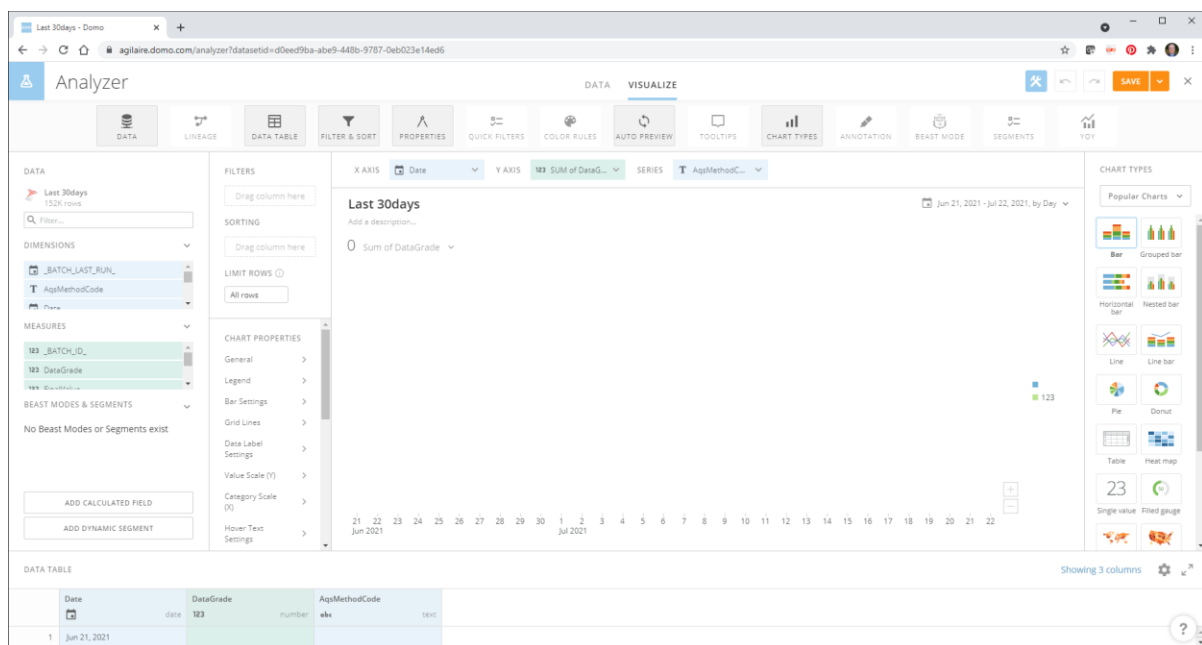 Last 30days - Domo
agilaire.domo.com/analyzer?datasetid=d0eed9ba-abe9-448b-9787-0eb023e14ed6
Analyzer
DATA VISUALIZE
SAVE
DATA LINEAGE DATA TABLE FILTER & SORT PROPERTIES QUICK FILTERS COLOR RULES AUTO PREVIEW TOOLTIPS CHART TYPES ANNOTATION BEAST MODE SEGMENTS YOY
DATA
Last 30days
152K rows
Filter...
DIMENSIONS
_BATCH_LAST_RUN_
T AqsMethodCode
Date
MEASURES
123 _BATCH_ID_
123 DataGrade
123 FinalValue
BEAST MODES & SEGMENTS
No Beast Modes or Segments exist
ADD CALCULATED FIELD
ADD DYNAMIC SEGMENT
FILTERS
Drag column here
SORTING
Drag column here
LIMIT ROWS
All rows
CHART PROPERTIES
General
Legend
Bar Settings
Grid Lines
Data Label
Settings
Value Scale (Y)
Category Scale
(X)
Hover Text
Settings
X AXIS Date Y AXIS 123 SUM of DataG... SERIES T AqsMethodC...
Last 30days
Jun 21, 2021 - Jul 22, 2021, by Day
Add a description...
0 Sum of DataGrade
123
21 22 23 24 25 26 27 28 29 30 1 2 3 4 5 6 7 8 9 10 11 12 13 14 15 16 17 18 19 20 21 22
Jun 2021 Jul 2021
CHART TYPES
Popular Charts
Bar Grouped bar
Horizontal
bar
Nested bar
Line Line bar
Pie Donut
Table Heat map
23 50
Single value Filled gauge
DATA TABLE
Showing 3 columns
Date DataGrade AqsMethodCode
date 123 number abc text
1 Jun 21, 2021
?